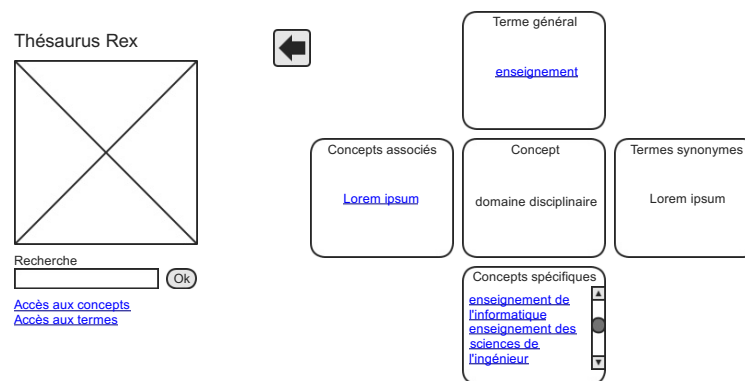 Thésaurus Rex
Recherche
Ok
Accès aux concepts
Accès aux termes
Terme général
enseignement
Concepts associés
Lorem ipsum
Concept
domaine disciplinaire
Termes synonymes
Lorem ipsum
Concepts spécifiques
enseignement de
l'informatique
enseignement des
sciences de
l'ingénieur